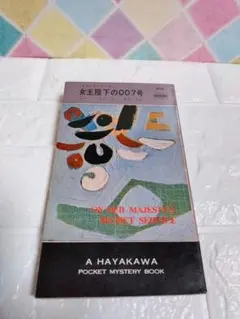 女王陛下の007号
ON HER MAJESTY'S
SECRET SERVICE
A HAYAKAWA
POCKET MYSTERY BOOK